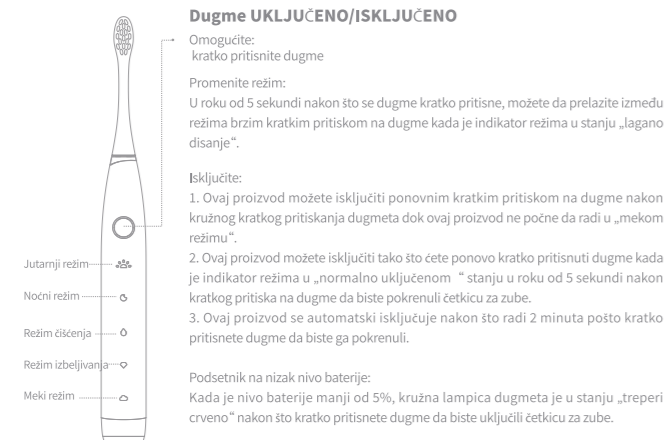 Dugme UKLJUČENO/ISKLJUČENO
Omogućite:
kratko pritisnite dugme
Promenite režim:
U roku od 5 sekundi nakon što se dugme kratko pritisne, možete da prelazite između
režima brzim kratkim pritiskom na dugme kada je indikator režima u stanju „lagano
disanje“.
Isključite:
1. Ovaj proizvod možete isključiti ponovnim kratkim pritiskom na dugme nakon
kružnog kratkog pritiskanja dugmeta dok ovaj proizvod ne počne da radi u „mekom
režimu“.
2. Ovaj proizvod možete isključiti tako što ćete ponovo kratko pritisnuti dugme kada
je indikator režima u „normalno uključenom “ stanju u roku od 5 sekundi nakon
kratkog pritiska na dugme da biste pokrenuli četkicu za zube.
3. Ovaj proizvod se automatski isključuje nakon što radi 2 minuta pošto kratko
pritisnete dugme da biste ga pokrenuli.
Podsetnik na nizak nivo baterije:
Kada je nivo baterije manji od 5%, kružna lampica dugmeta je u stanju „treperi
crveno“ nakon što kratko pritisnete dugme da biste uključili četkicu za zube.
Jutarnji režim
Noćni režim
Režim čišćenja
Režim izbeljivanja
Meki režim